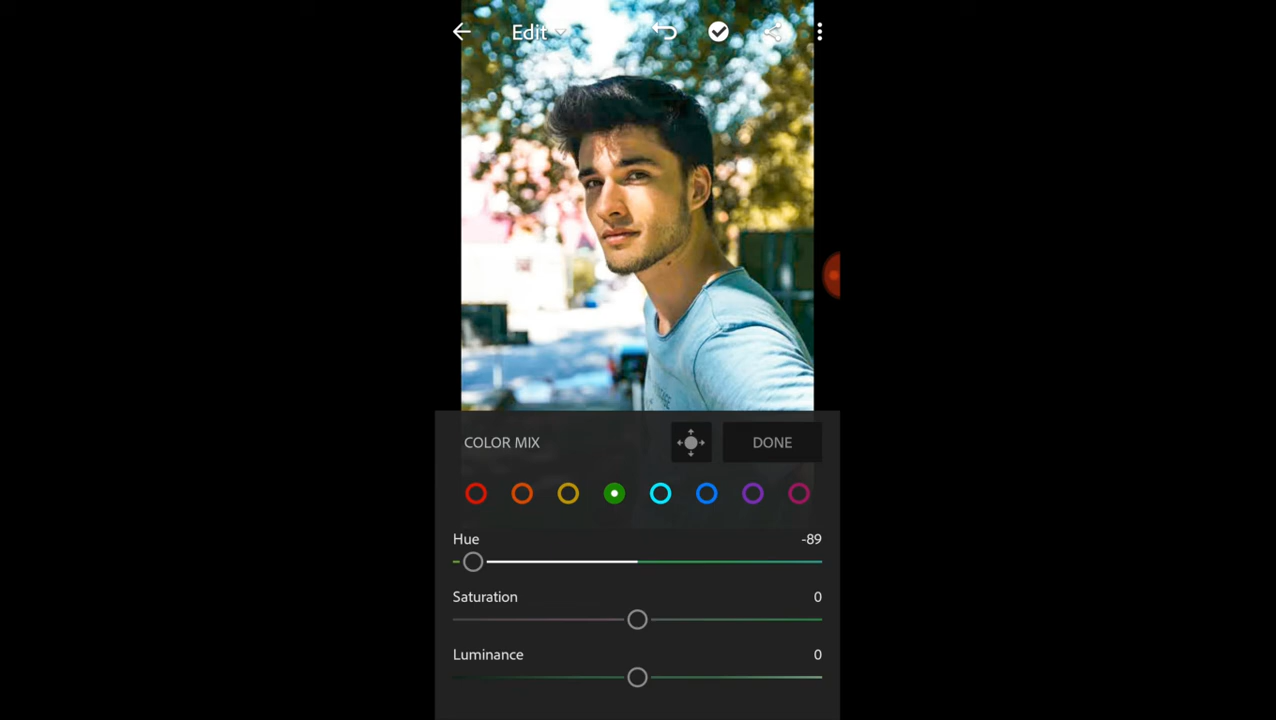 Edit
COLOR MIX
DONE
Hue -89
Saturation 0
Luminance 0